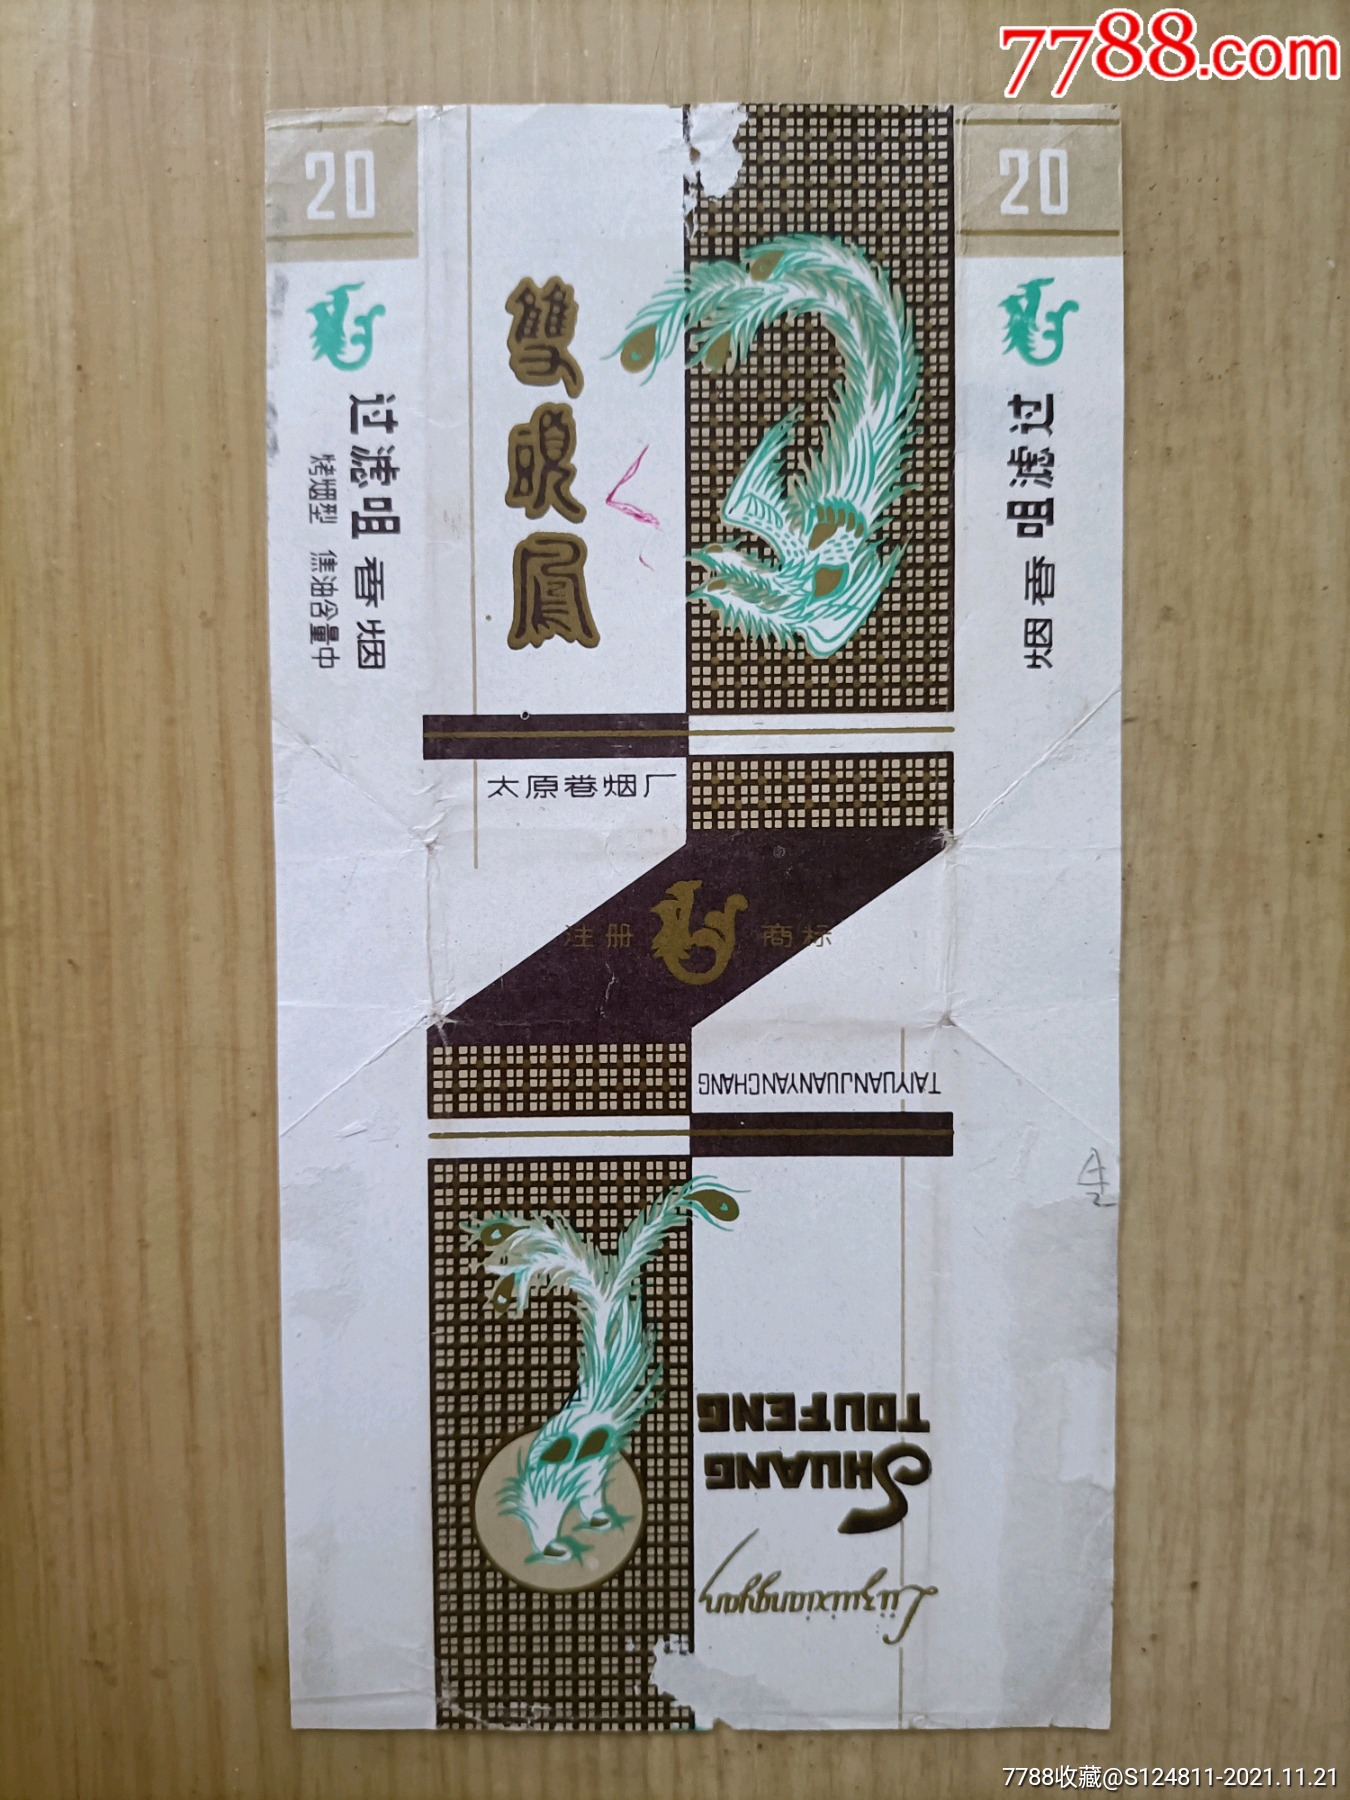 7788.com
20
20
雙頭鳳
过滤咀香烟
烤烟型 焦油含量中
过滤咀香烟
太原卷烟厂
注册 商标
TAIYUANJUANYANCHANG
SHUANG
TOUFENG
Lüzuixiangyan
7788收藏@S124811-2021.11.21